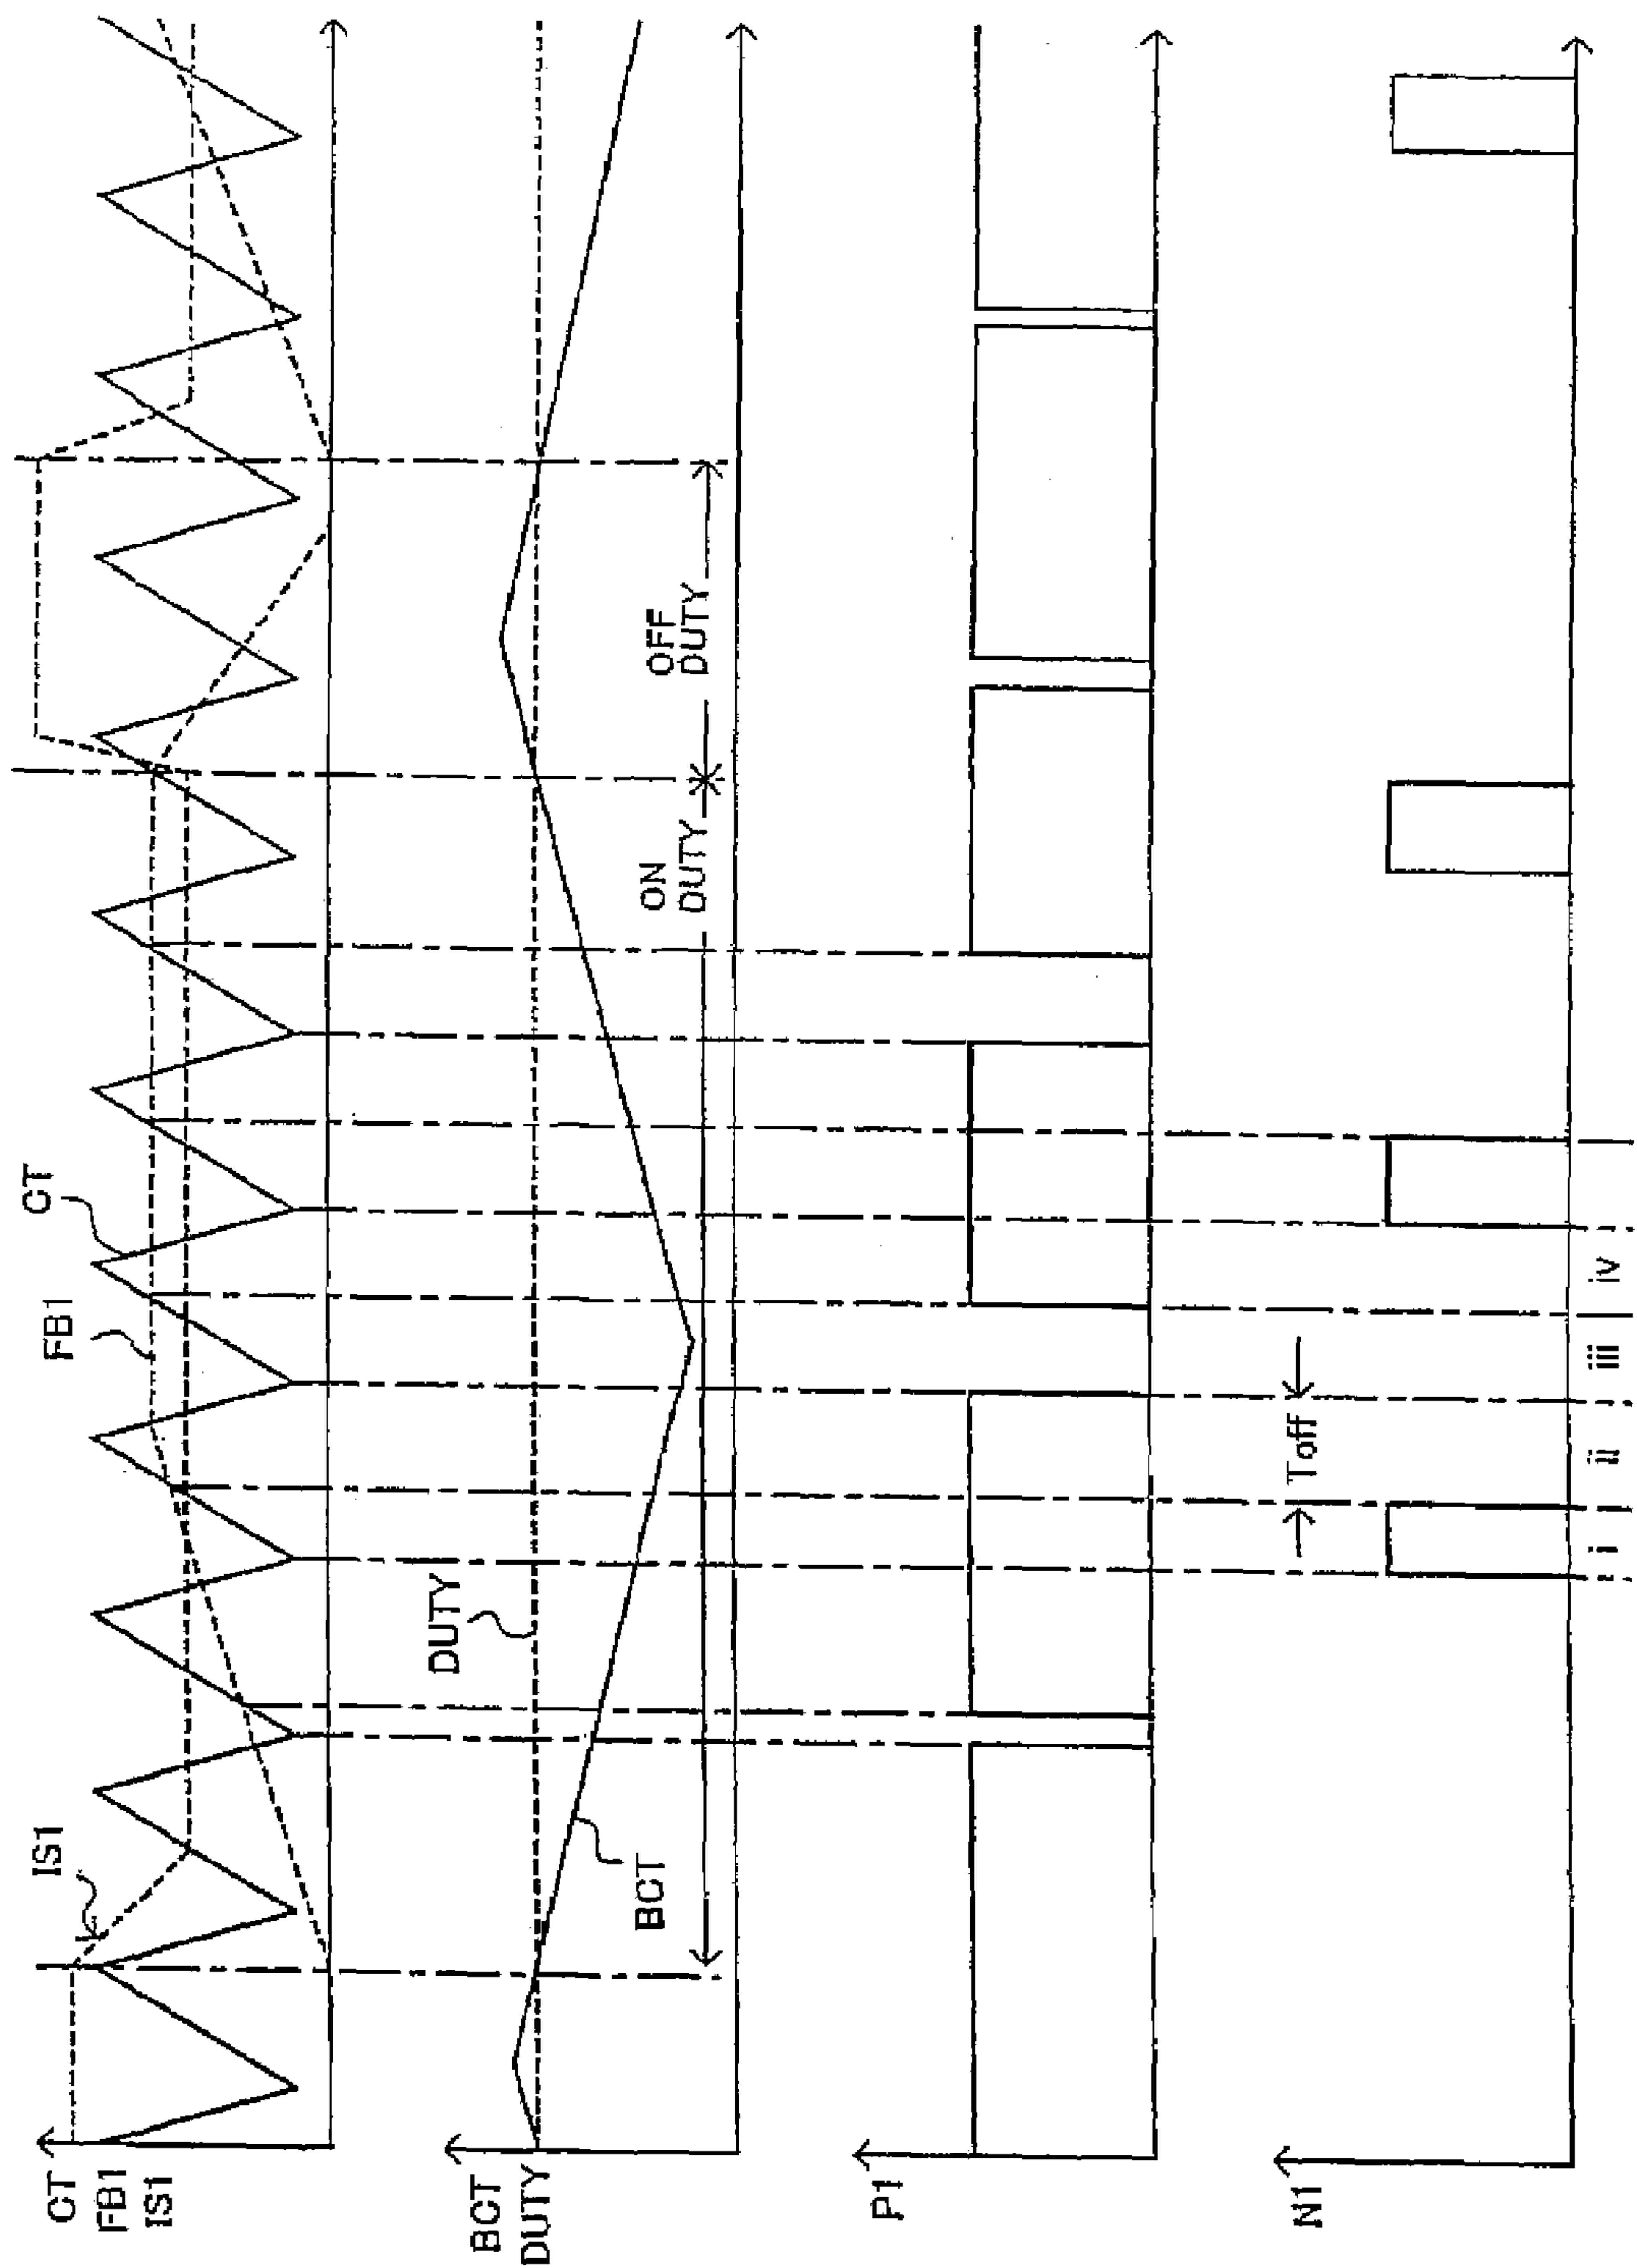 CT
FB1
IS1
IS1
FB1
CT
BCT
DUTY
BCT
DUTY
ON
DUTY
OFF
DUTY
P1
N1
Toff
i
ii
iii
iv